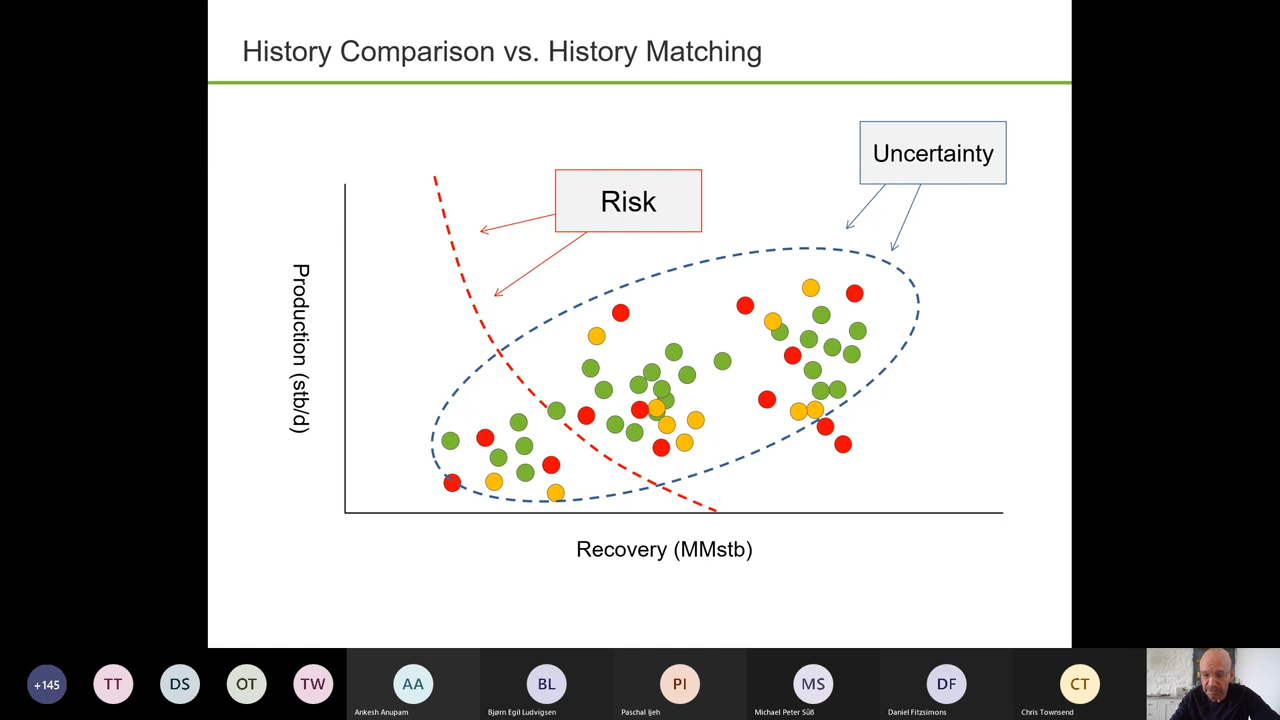 History Comparison vs. History Matching
Uncertainty
Risk
Production (stb/d)
Recovery (MMstb)
+145
TT
DS
OT
TW
AA
BL
PI
MS
DF
CT
Ankesh Anupam
Bjørn Egil Ludvigsen
Paschal Ijeh
Michael Peter Süß
Daniel Fitzsimons
Chris Townsend